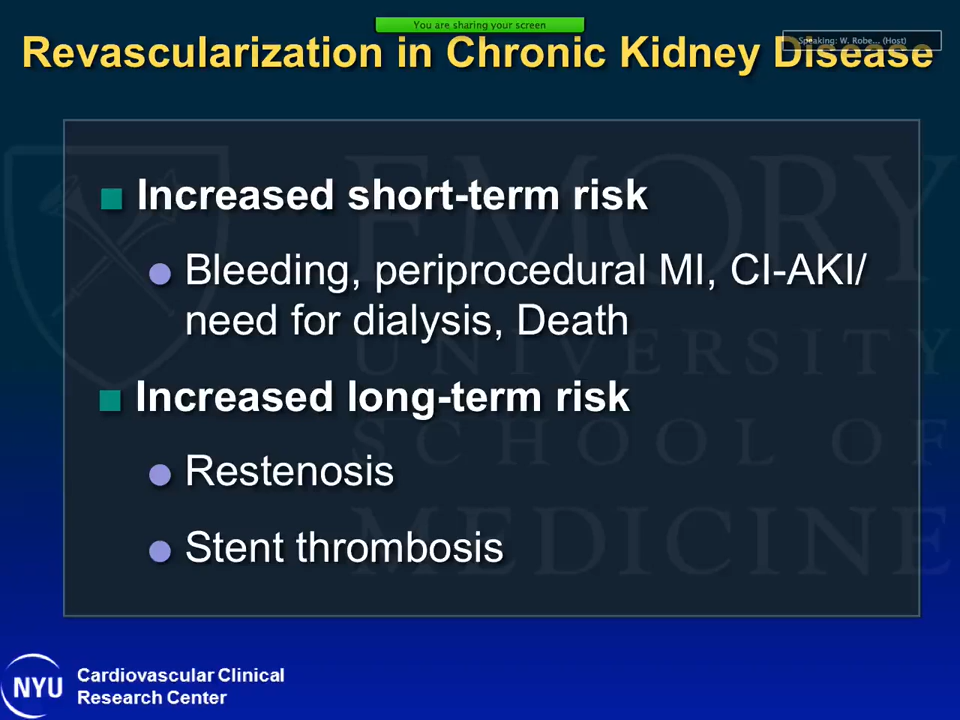 You are sharing your screen
Speaking: W. Robe... (Host)
Revascularization in Chronic Kidney Disease
Increased short-term risk
Bleeding, periprocedural MI, CI-AKI/
need for dialysis, Death
Increased long-term risk
Restenosis
Stent thrombosis
EMORY
UNIVERSITY
SCHOOL OF
MEDICINE
NYU
Cardiovascular Clinical
Research Center